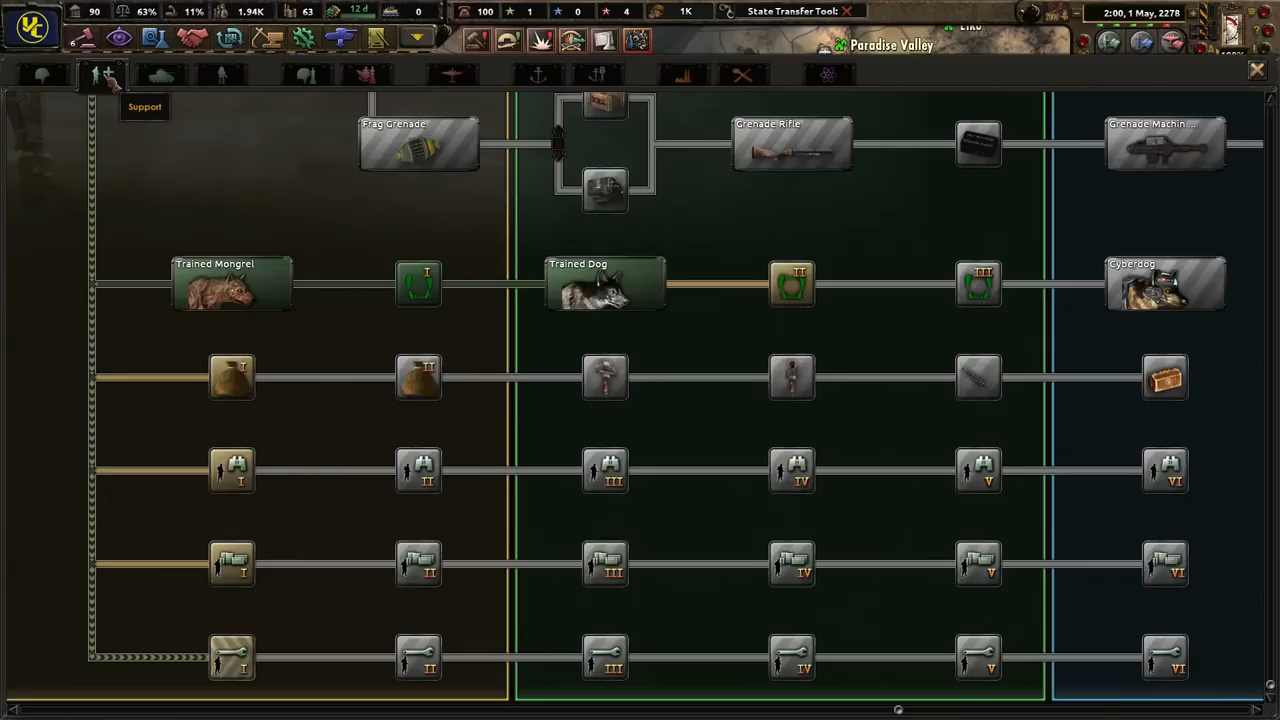 90 63% 11% 1,94K 63 12 d 0 100 1 0 4 1K State Transfer Tool: 2:00, 1 May, 2278
Paradise Valley
Support
Frag Grenade Grenade Rifle Grenade Machin ...
Trained Mongrel I Trained Dog II III Cyberdog
I II
I II III IV V VI
I II III IV V VI
I II III IV V VI